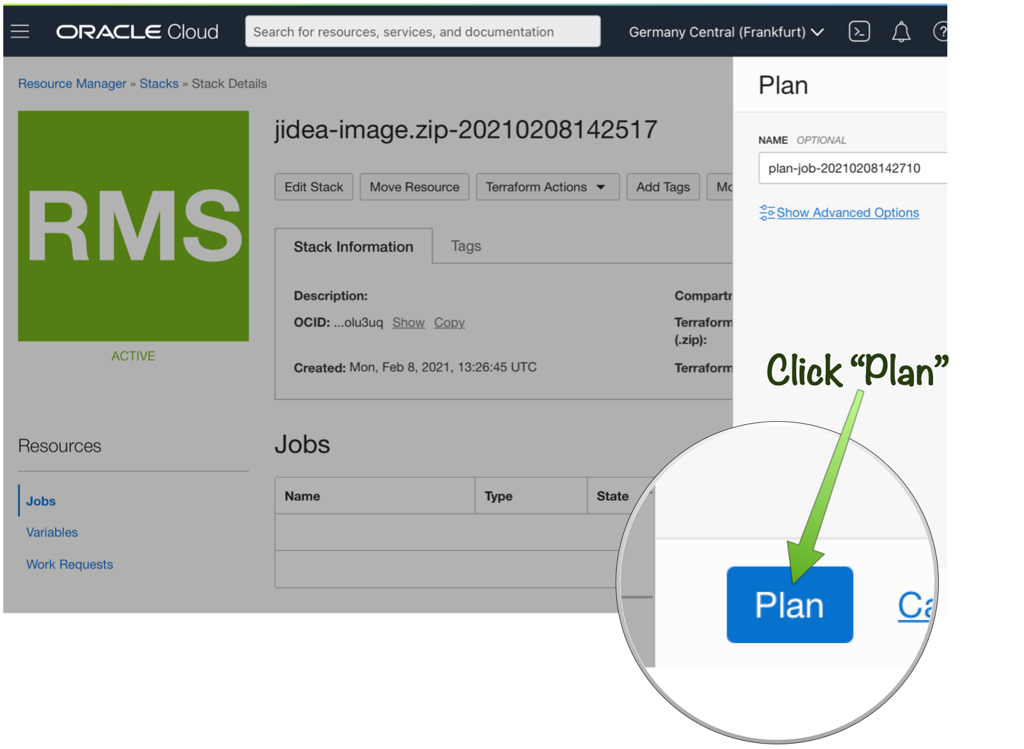 ORACLE Cloud
Search for resources, services, and documentation
Germany Central (Frankfurt)
Resource Manager » Stacks » Stack Details
RMS
ACTIVE
jidea-image.zip-20210208142517
Edit Stack Move Resource Terraform Actions Add Tags Mo
Stack Information Tags
Description:
OCID: ...olu3uq Show Copy
Created: Mon, Feb 8, 2021, 13:26:45 UTC
Compartm
Terraform
(.zip):
Terraform
Resources
Jobs
Variables
Work Requests
Jobs
Name Type State
Plan
NAME OPTIONAL
plan-job-20210208142710
Show Advanced Options
Click “Plan”
Plan Ca